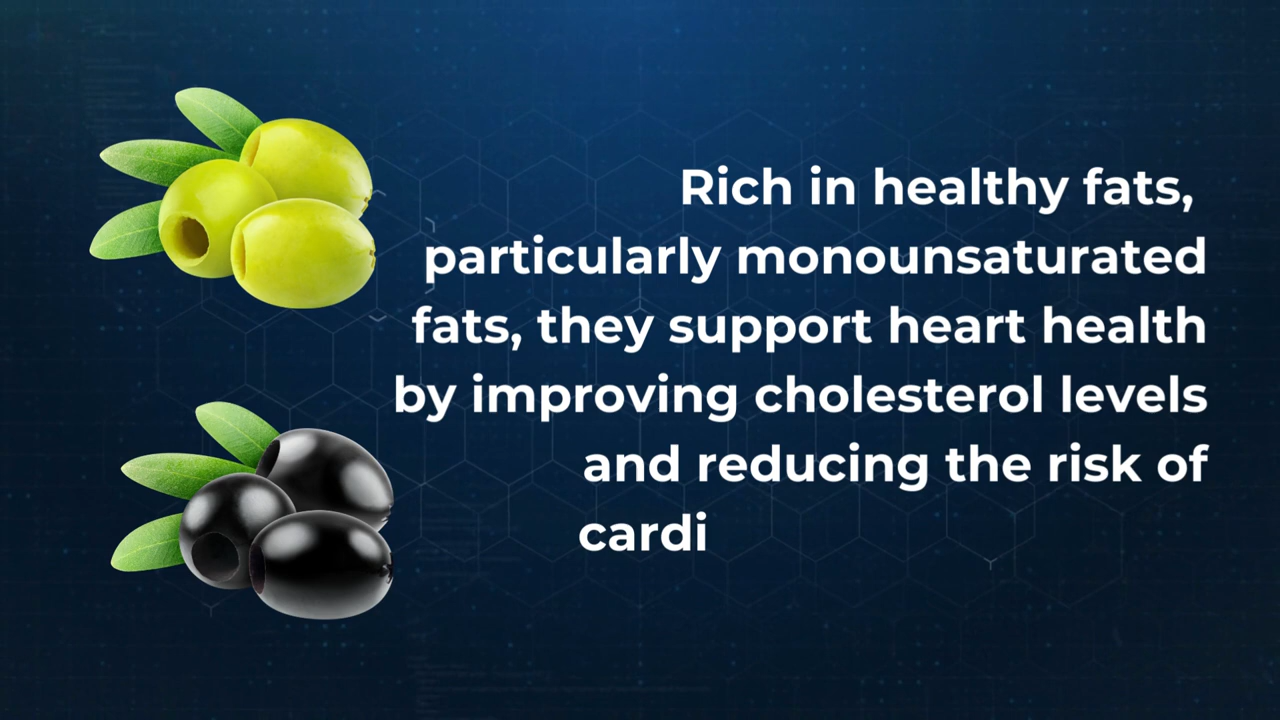 Rich in healthy fats,
particularly monounsaturated
fats, they support heart health
by improving cholesterol levels
and reducing the risk of
cardi